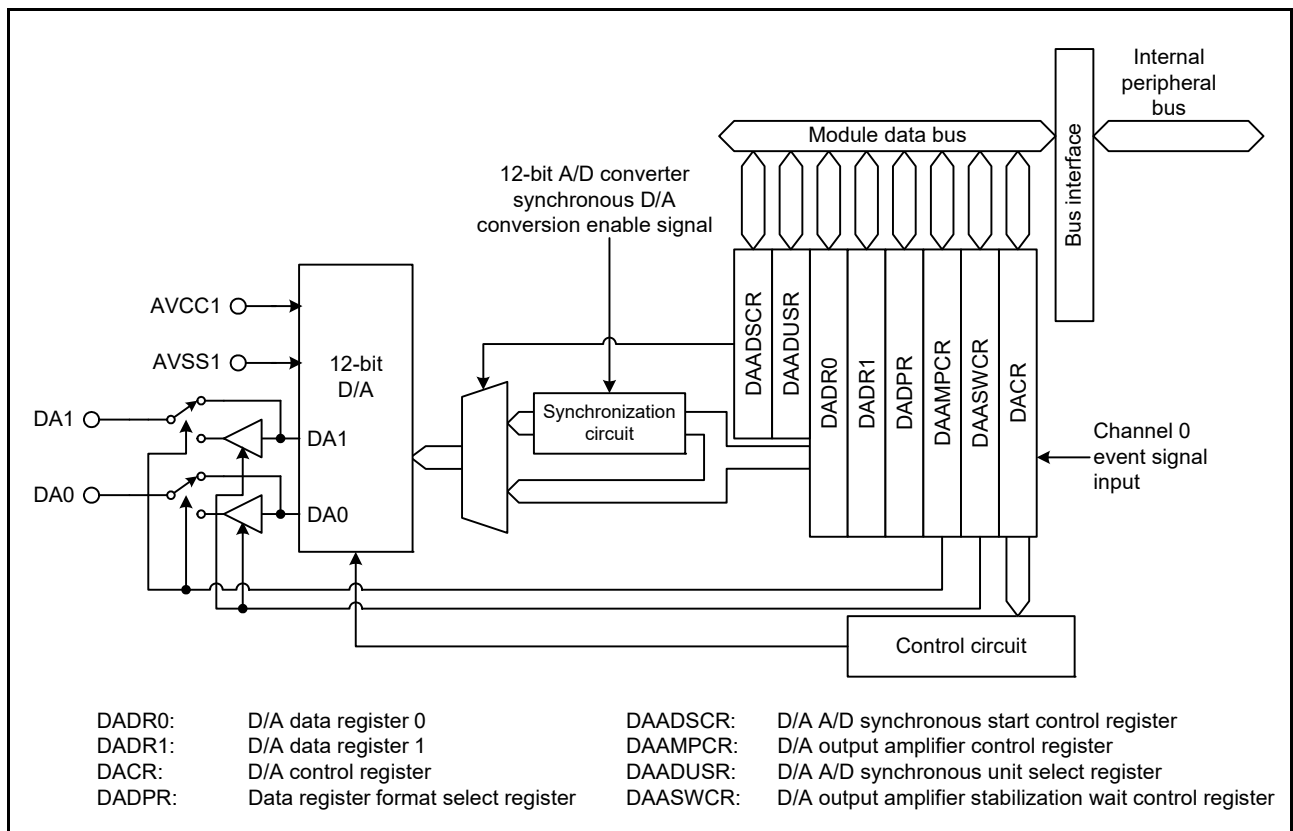 Internal
peripheral
bus
Module data bus
Bus interface
12-bit A/D converter
synchronous D/A
conversion enable signal
AVCC1
AVSS1
12-bit
D/A
DA1
DA1
DA0
DA0
Synchronization
circuit
DAADSCR
DAADUSR
DADR0
DADR1
DADPR
DAAMPCR
DAASWCR
DACR
Channel 0
event signal
input
Control circuit
DADR0: D/A data register 0
DADR1: D/A data register 1
DACR: D/A control register
DADPR: Data register format select register
DAADSCR: D/A A/D synchronous start control register
DAAMPCR: D/A output amplifier control register
DAADUSR: D/A A/D synchronous unit select register
DAASWCR: D/A output amplifier stabilization wait control register